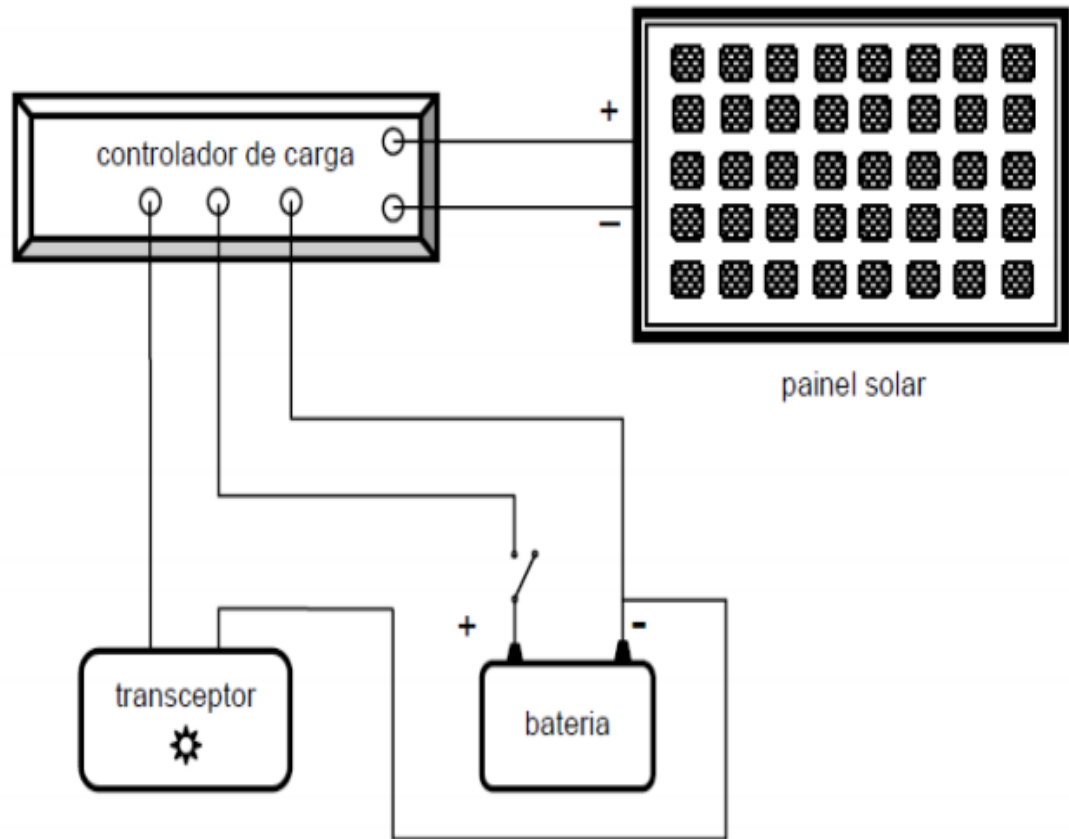 controlador de carga
+
−
painel solar
+
-
transceptor
bateria